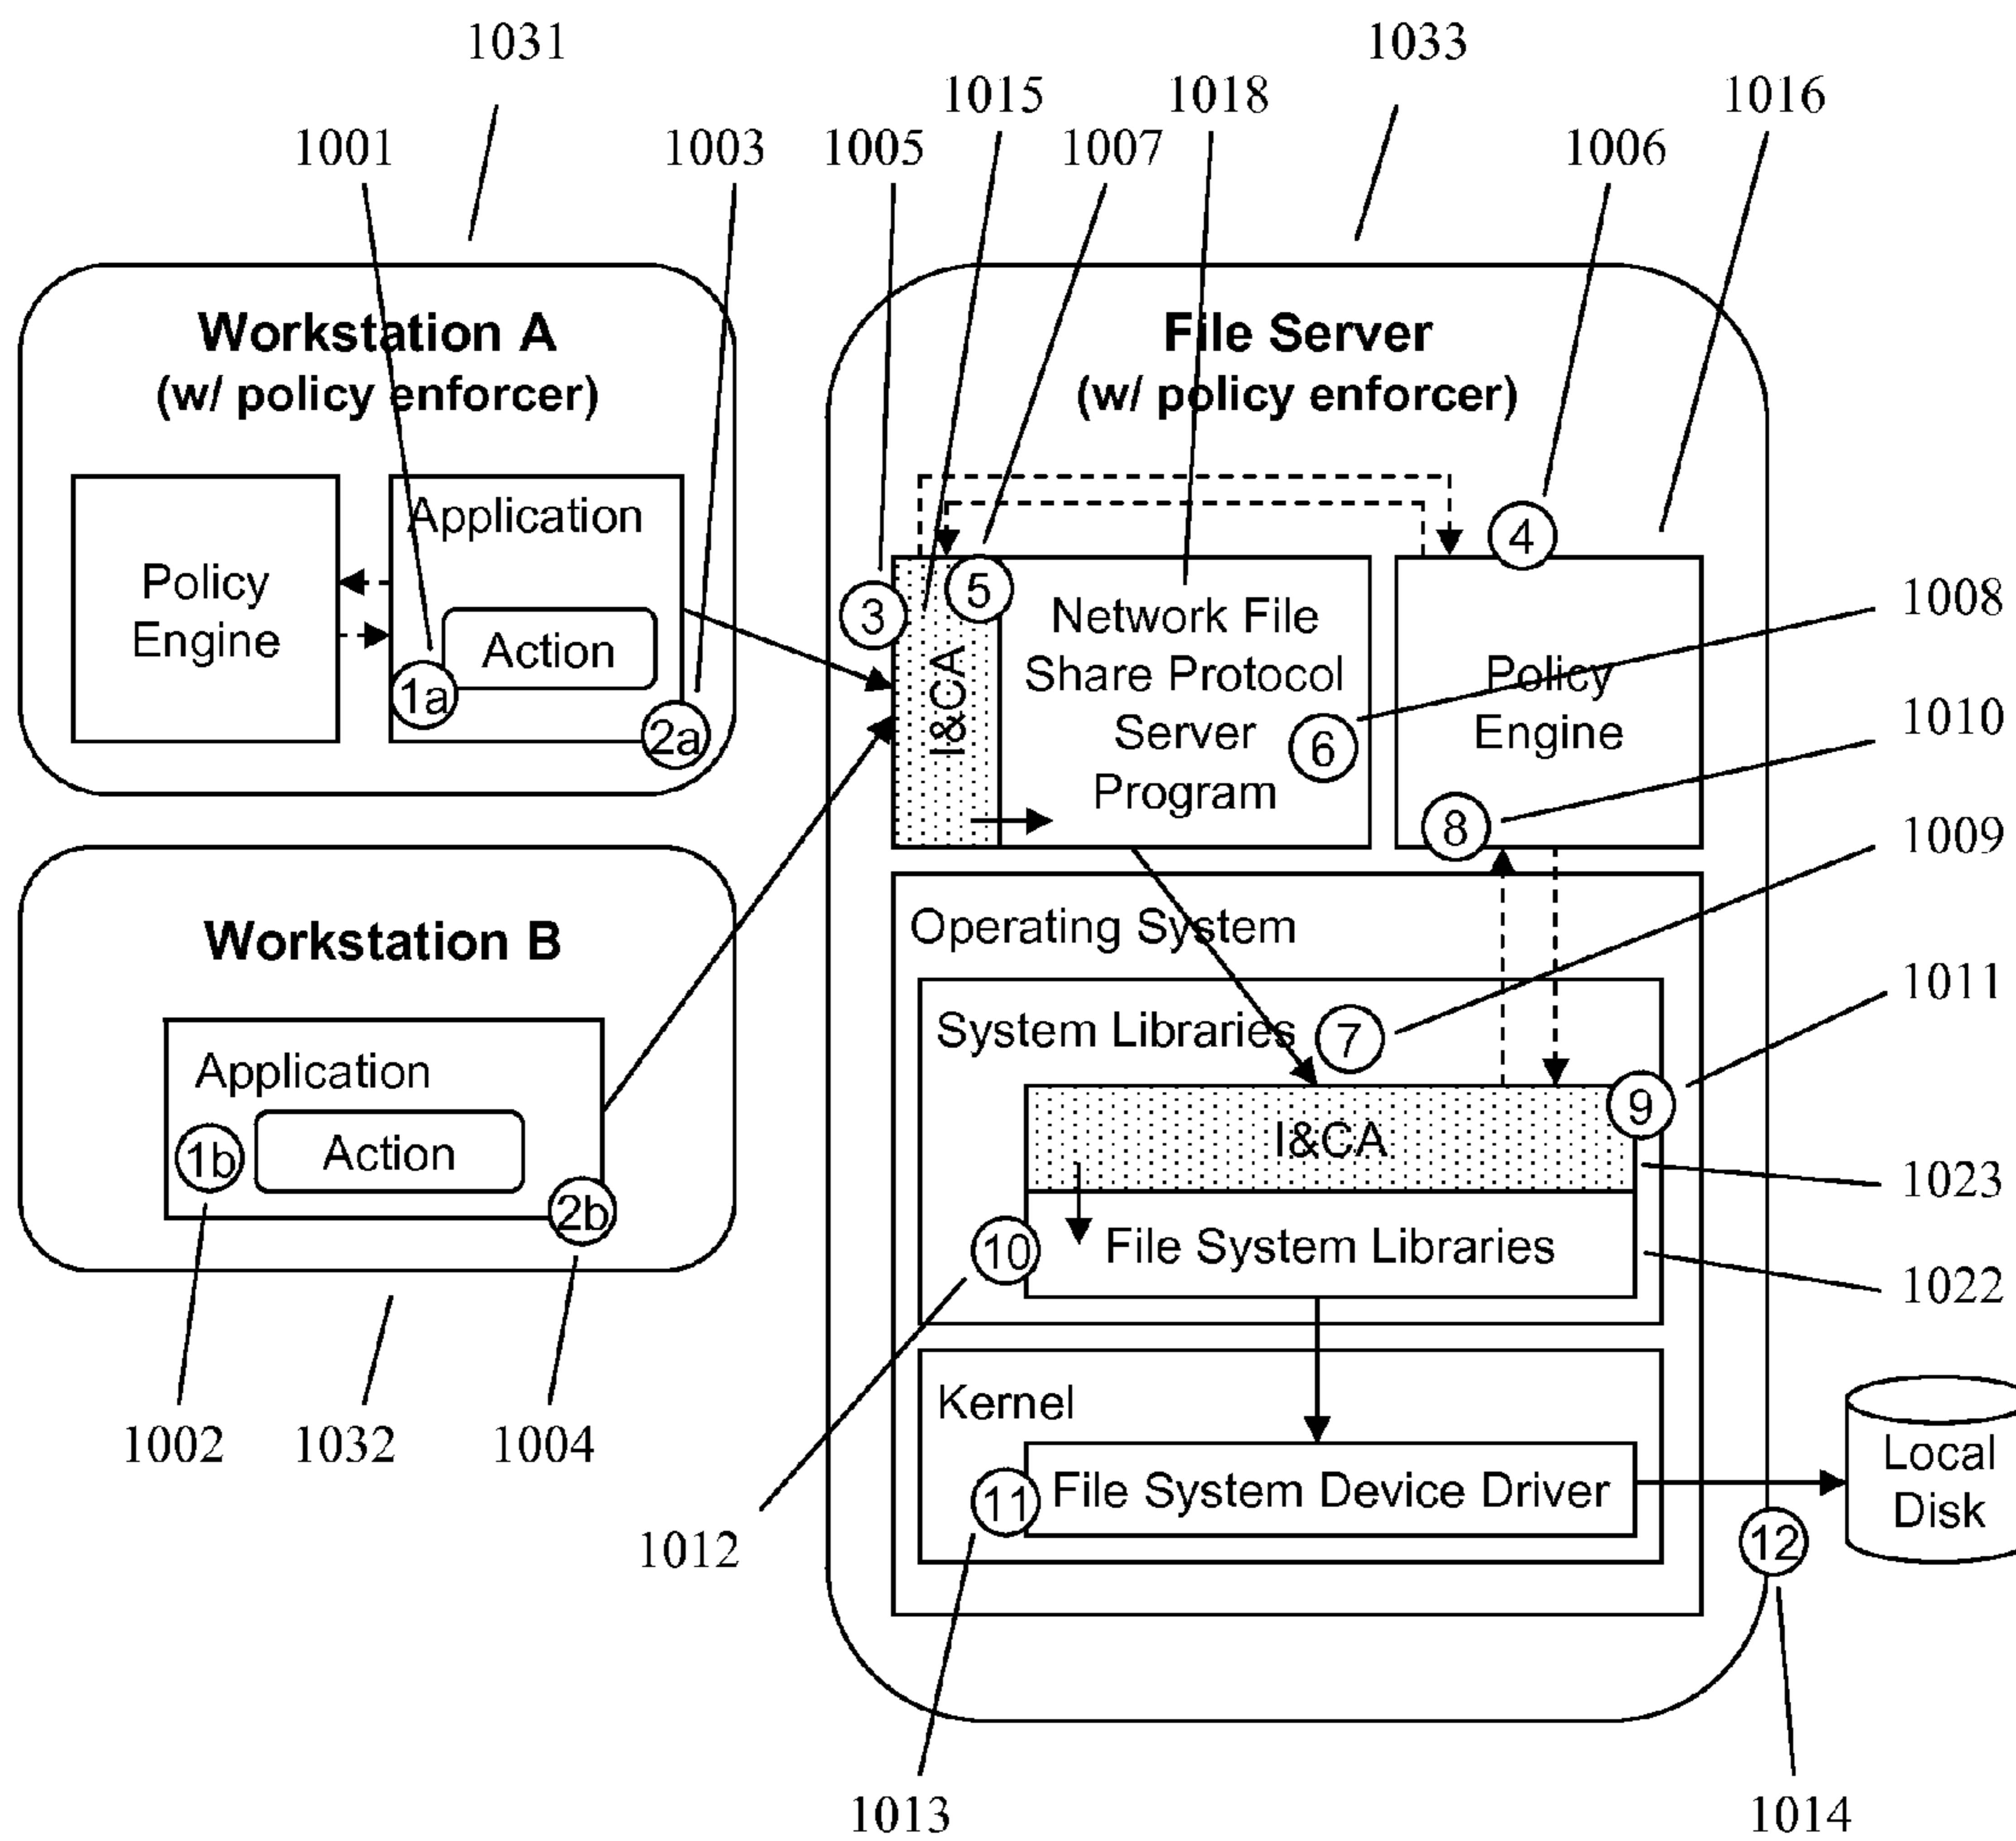 1031
1033
1015
1018
1016
1001
1003
1005
1007
1006
Workstation A
(w/ policy enforcer)
File Server
(w/ policy enforcer)
Policy
Engine
Application
Action
1a
2a
3
I&CA
5
Network File
Share Protocol
Server
Program
6
4
Policy
Engine
8
1008
1010
1009
1011
1023
1022
Workstation B
Application
1b
Action
2b
1002
1032
1004
Operating System
System Libraries
7
9
I&CA
10
File System Libraries
Kernel
11
File System Device Driver
12
Local
Disk
1012
1013
1014